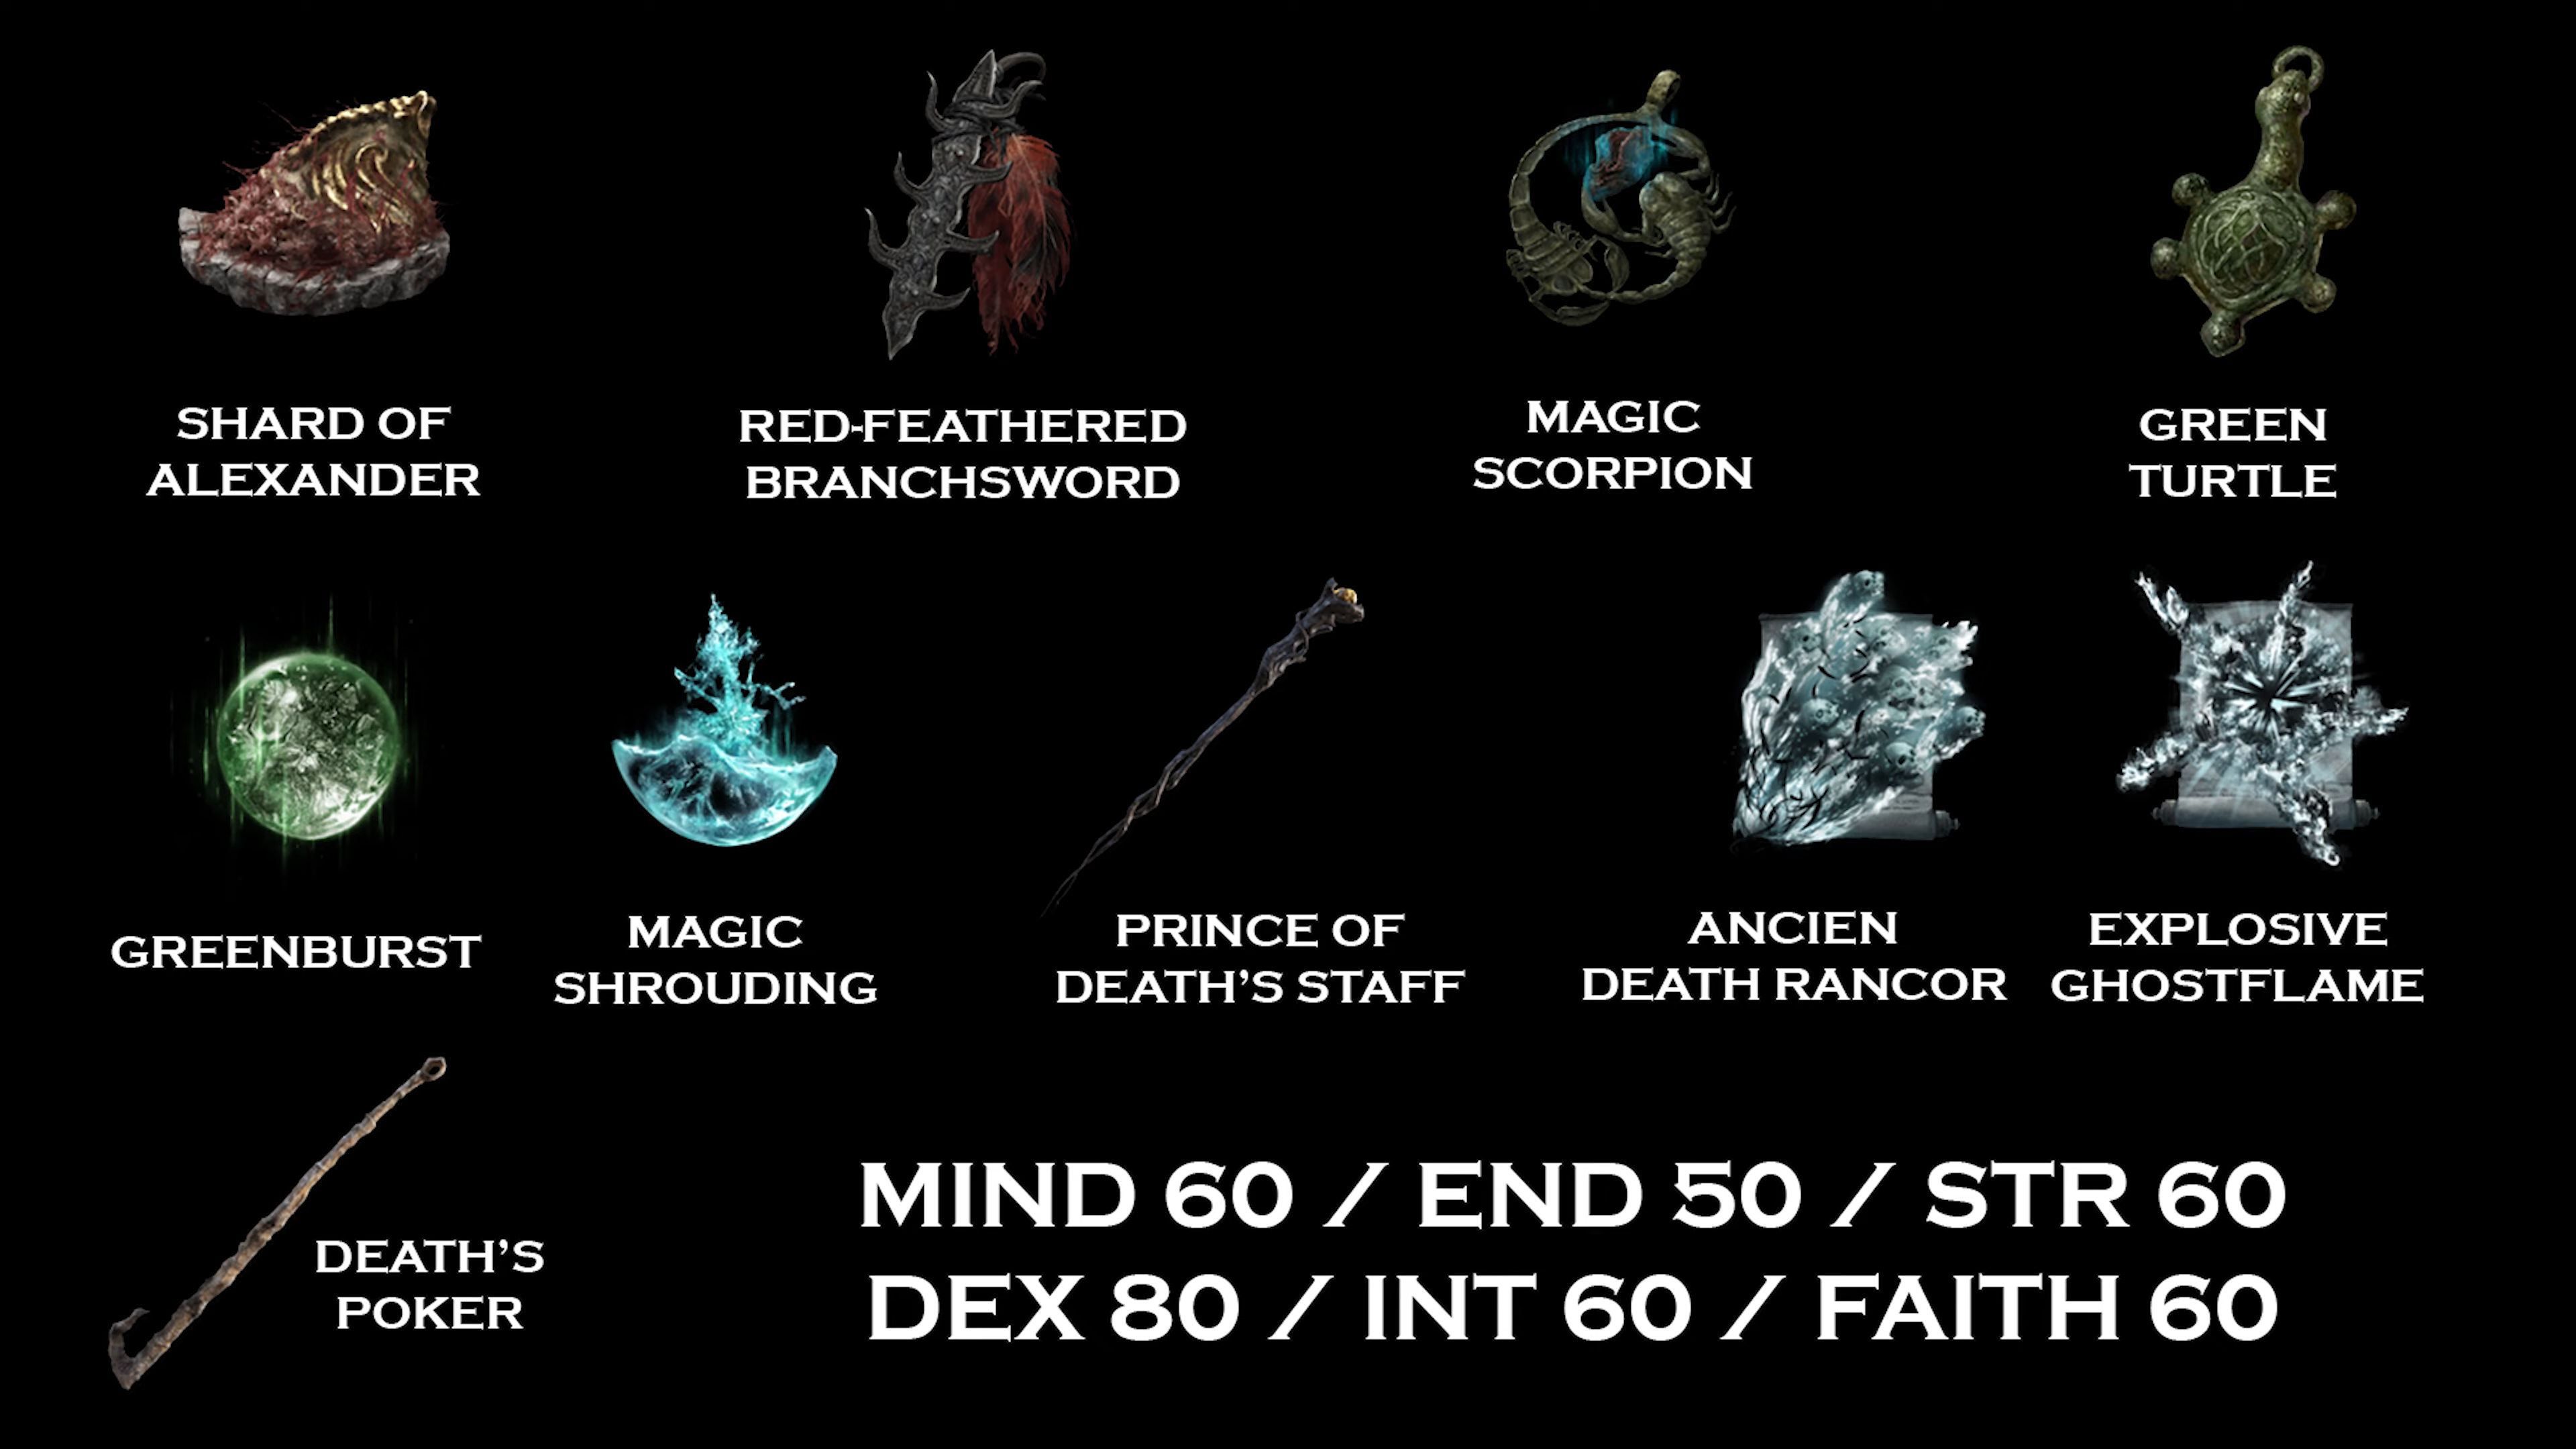 SHARD OF
ALEXANDER
RED-FEATHERED
BRANCHSWORD
MAGIC
SCORPION
GREEN
TURTLE
GREENBURST
MAGIC
SHROUDING
PRINCE OF
DEATH'S STAFF
ANCIEN
DEATH RANCOR
EXPLOSIVE
GHOSTFLAME
DEATH'S
POKER
MIND 60 / END 50 / STR 60
DEX 80 / INT 60 / FAITH 60